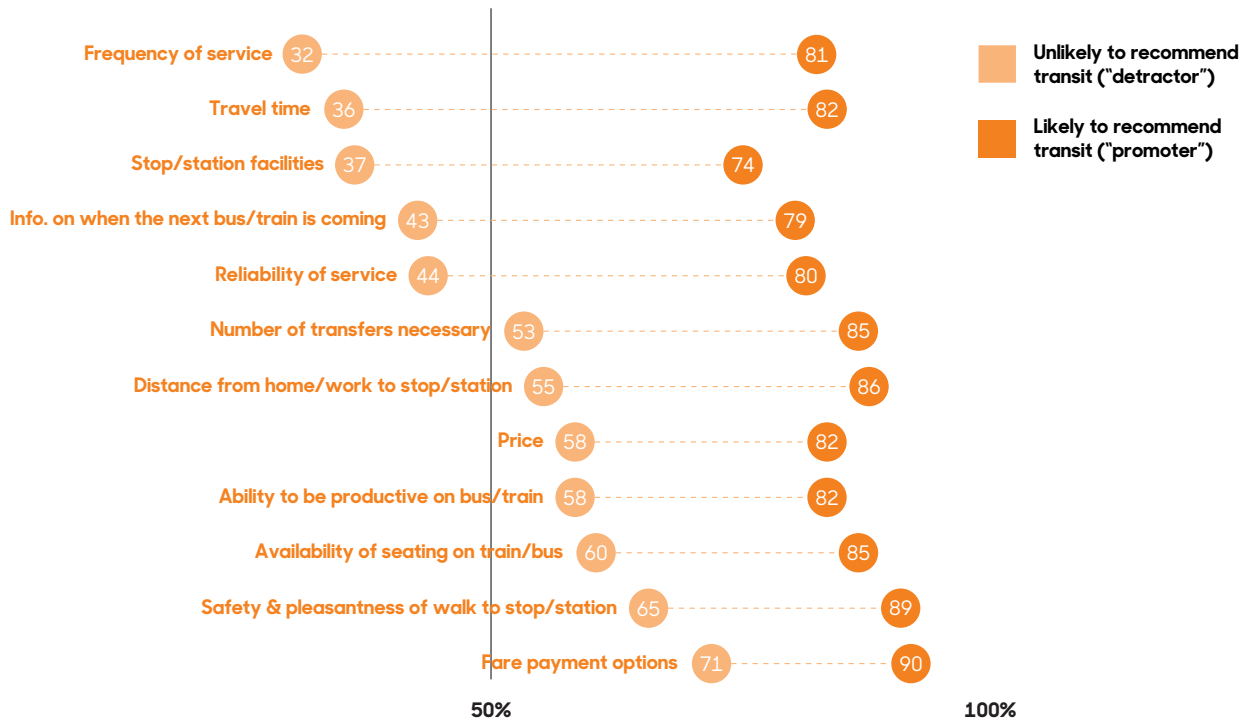 Frequency of service 32 81
Travel time 36 82
Stop/station facilities 37 74
Info. on when the next bus/train is coming 43 79
Reliability of service 44 80
Number of transfers necessary 53 85
Distance from home/work to stop/station 55 86
Price 58 82
Ability to be productive on bus/train 58 82
Availability of seating on train/bus 60 85
Safety & pleasantness of walk to stop/station 65 89
Fare payment options 71 90
50% 100%
Unlikely to recommend
transit ("detractor")
Likely to recommend
transit ("promoter")